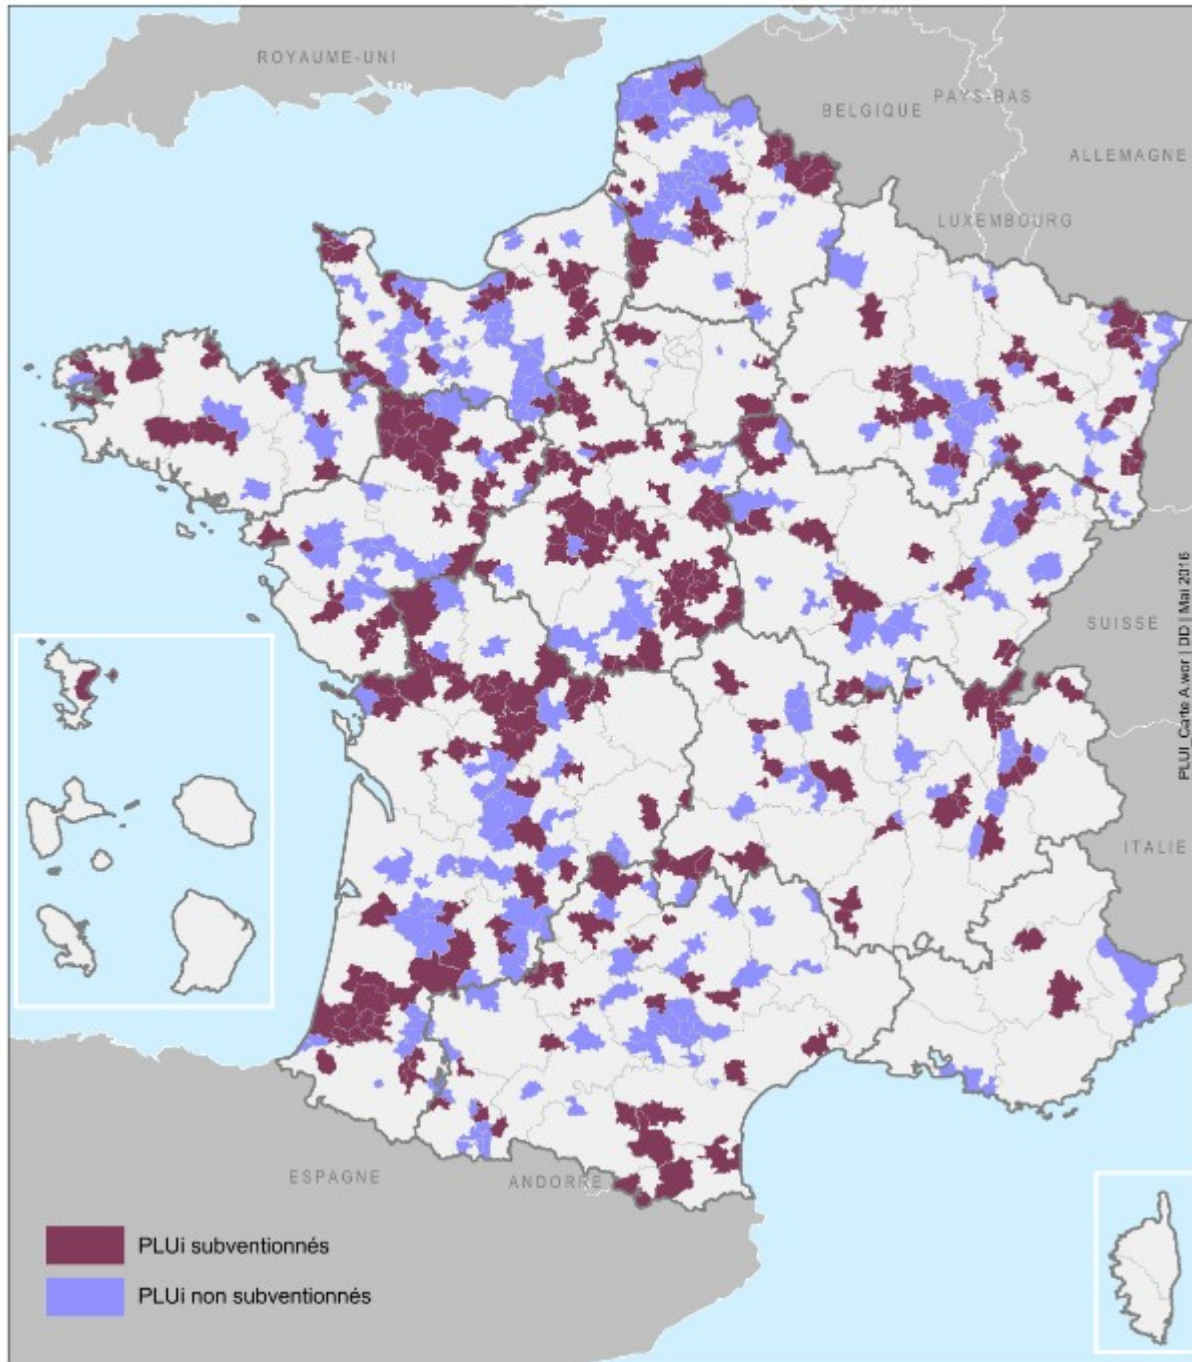 ROYAUME-UNI
PAYS-BAS
BELGIQUE
ALLEMAGNE
LUXEMBOURG
SUISSE
ITALIE
ESPAGNE
ANDORRE
PLUi subventionnés
PLUi non subventionnés
PLUI_Carte A.wor | DD | Mai 2016